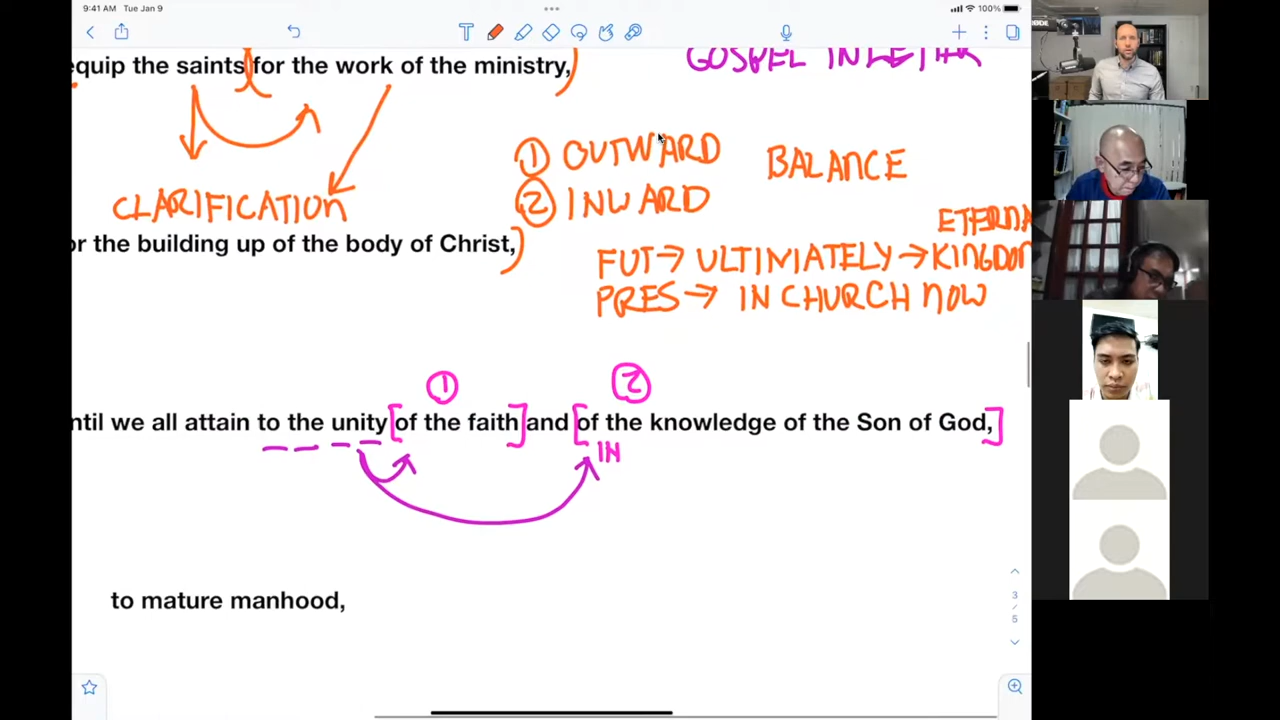 9:41 AM Tue Jan 9
100%
equip the saints for the work of the ministry,
GOSPEL IN
① OUTWARD
BALANCE
② INWARD
CLARIFICATION
ETERNA
or the building up of the body of Christ,
FUT → ULTIMATELY → KINGDOM
PRES → IN CHURCH NOW
① ②
ntil we all attain to the unity [of the faith] and [of the knowledge of the Son of God,]
IN
to mature manhood,
3
/
5